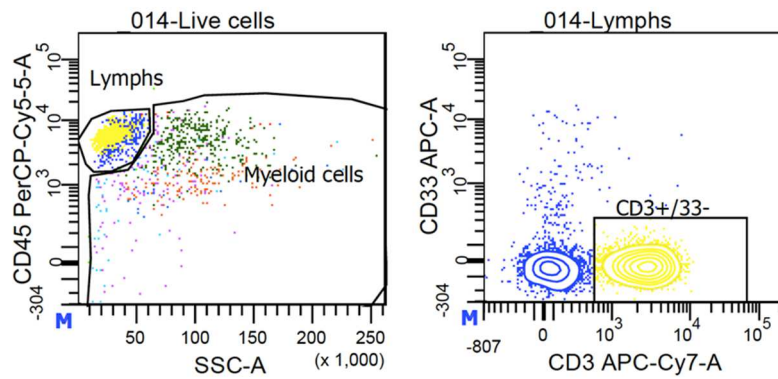 _014-Live cells
CD45 PerCP-Cy5-5-A
10^5
10^4
10^3
0
-304
Lymphs
Myeloid cells
M
50 100 150 200 250
SSC-A (x 1,000)
_014-Lymphs
CD33 APC-A
10^5
10^4
10^3
0
-304
CD3+/33-
M
-807 0 10^3 10^4 10^5
CD3 APC-Cy7-A